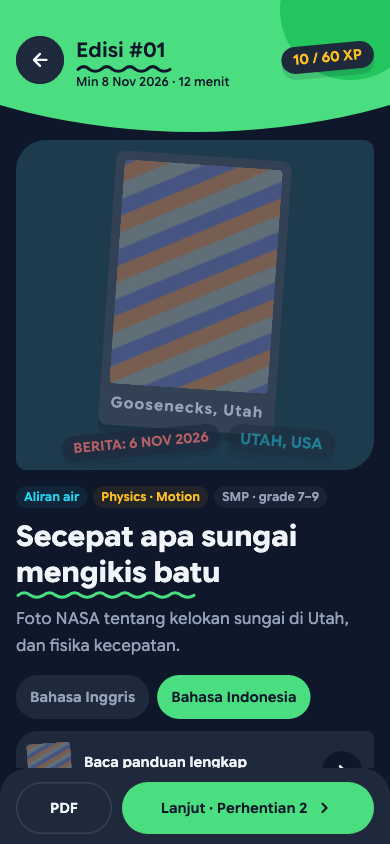 Edisi #01
Min 8 Nov 2026 · 12 menit
10 / 60 XP
Goosenecks, Utah
BERITA: 6 NOV 2026
UTAH, USA
Aliran air
Physics · Motion
SMP · grade 7–9
Secepat apa sungai
mengikis batu
Foto NASA tentang kelokan sungai di Utah,
dan fisika kecepatan.
Bahasa Inggris
Bahasa Indonesia
Baca panduan lengkap
PDF
Lanjut · Perhentian 2